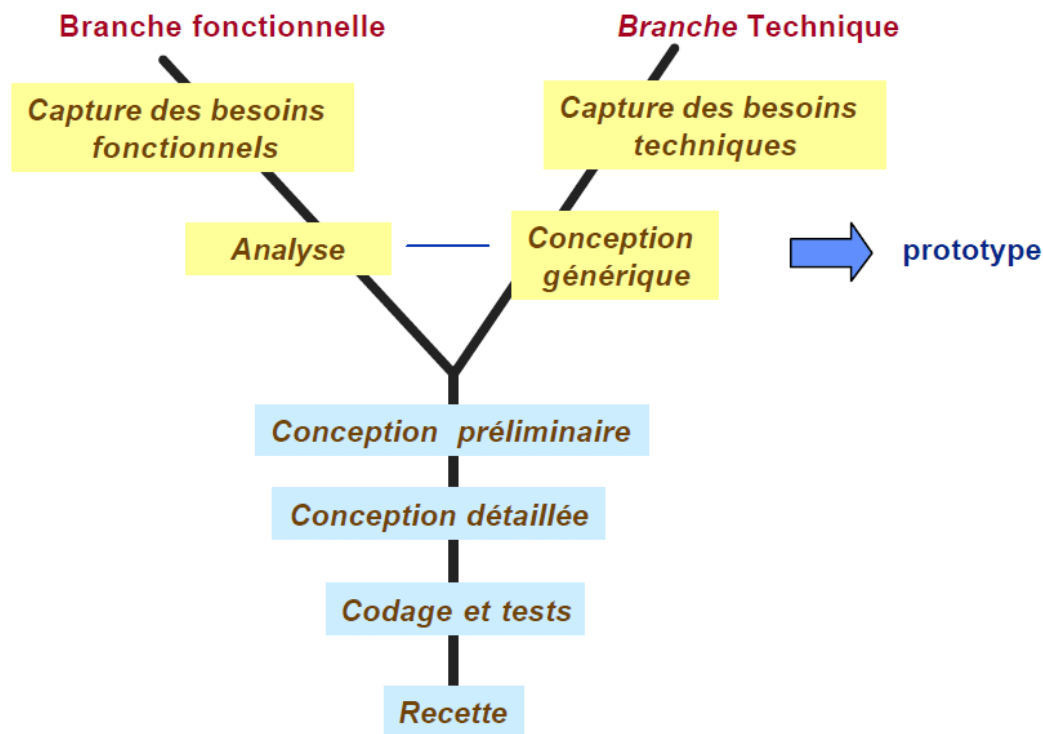 Branche fonctionnelle
Branche Technique
Capture des besoins
fonctionnels
Capture des besoins
techniques
Analyse
Conception
générique
prototype
Conception préliminaire
Conception détaillée
Codage et tests
Recette